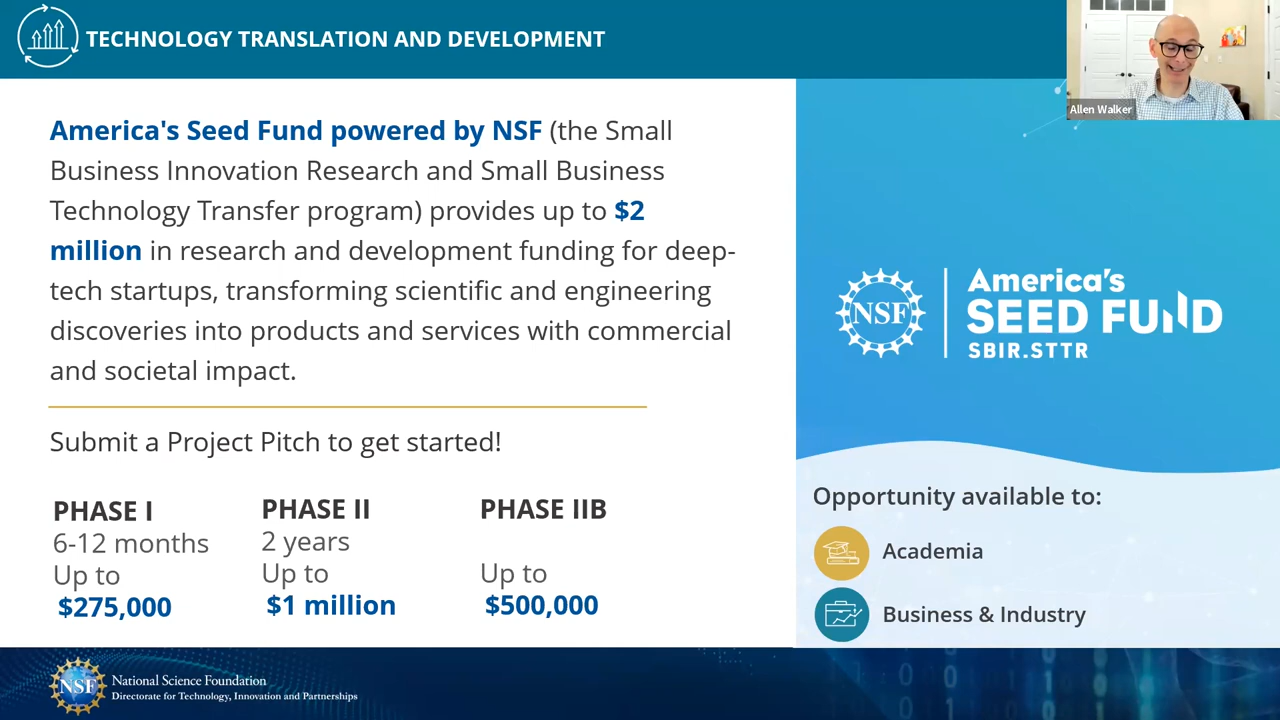 TECHNOLOGY TRANSLATION AND DEVELOPMENT
Allen Walker
America's Seed Fund powered by NSF (the Small
Business Innovation Research and Small Business
Technology Transfer program) provides up to $2
million in research and development funding for deep-
tech startups, transforming scientific and engineering
discoveries into products and services with commercial
and societal impact.
Submit a Project Pitch to get started!
PHASE I
6-12 months
Up to
$275,000
PHASE II
2 years
Up to
$1 million
PHASE IIB
Up to
$500,000
NSF
America's
SEED FUND
SBIR.STTR
Opportunity available to:
Academia
Business & Industry
NSF
National Science Foundation
Directorate for Technology, Innovation and Partnerships